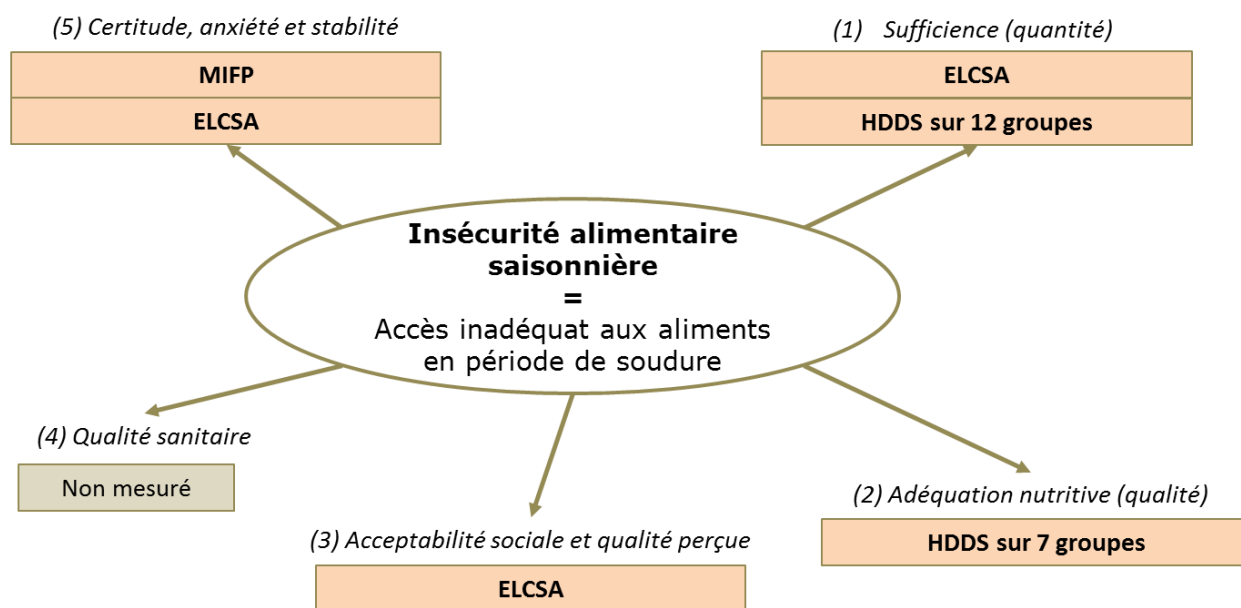 (5) Certitude, anxiété et stabilité
MIFP
ELCSA
(1) Sufficience (quantité)
ELCSA
HDDS sur 12 groupes
Insécurité alimentaire
saisonnière
=
Accès inadéquat aux aliments
en période de soudure
(4) Qualité sanitaire
Non mesuré
(3) Acceptabilité sociale et qualité perçue
ELCSA
(2) Adéquation nutritive (qualité)
HDDS sur 7 groupes